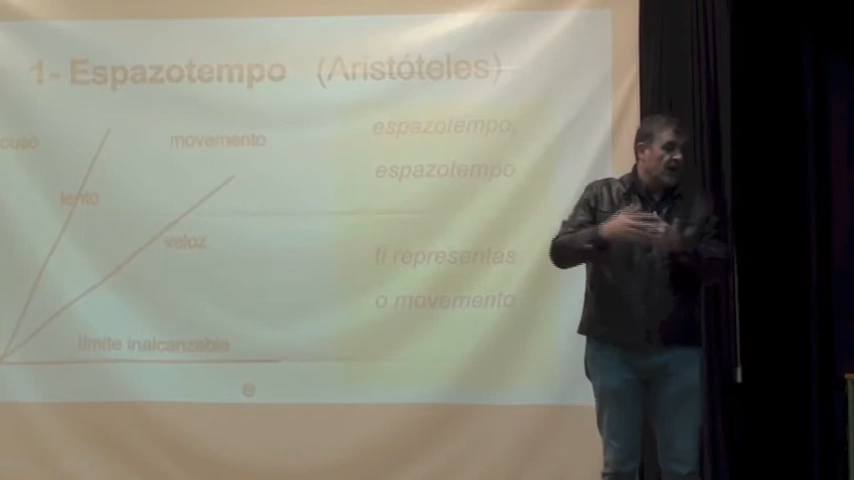 1- Espazotempo (Aristóteles)
movemento
espazotempo,
lento
espazotempo
veloz
ti representas
o movemento
límite inalcanzable
e